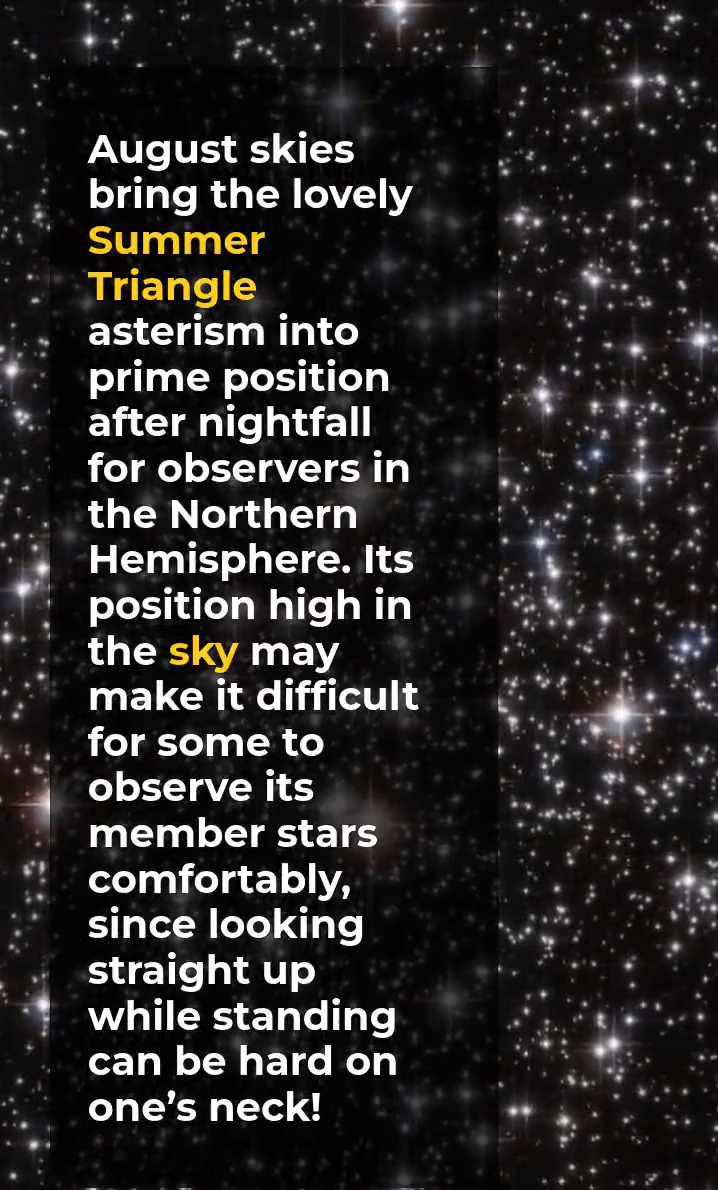 August skies
bring the lovely
Summer
Triangle
asterism into
prime position
after nightfall
for observers in
the Northern
Hemisphere. Its
position high in
the sky may
make it difficult
for some to
observe its
member stars
comfortably,
since looking
straight up
while standing
can be hard on
one’s neck!